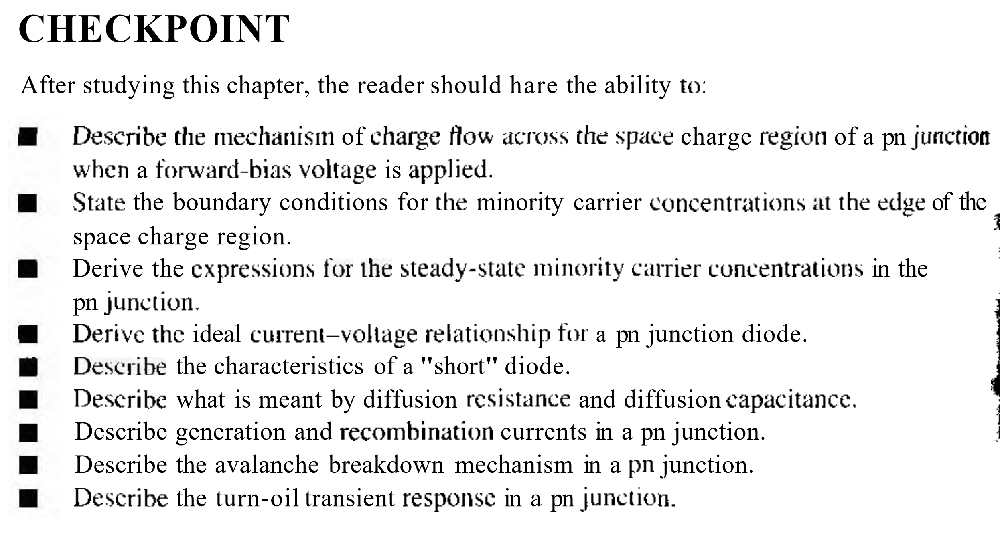 CHECKPOINT
After studying this chapter, the reader should hare the ability to:
■ Describe the mechanism of charge flow across the space charge region of a pn junction
when a forward-bias voltage is applied.
■ State the boundary conditions for the minority carrier concentrations at the edge of the
space charge region.
■ Derive the expressions for the steady-state minority carrier concentrations in the
pn junction.
■ Derive the ideal current–voltage relationship for a pn junction diode.
■ Describe the characteristics of a "short" diode.
■ Describe what is meant by diffusion resistance and diffusion capacitance.
■ Describe generation and recombination currents in a pn junction.
■ Describe the avalanche breakdown mechanism in a pn junction.
■ Describe the turn-oil transient response in a pn junction.